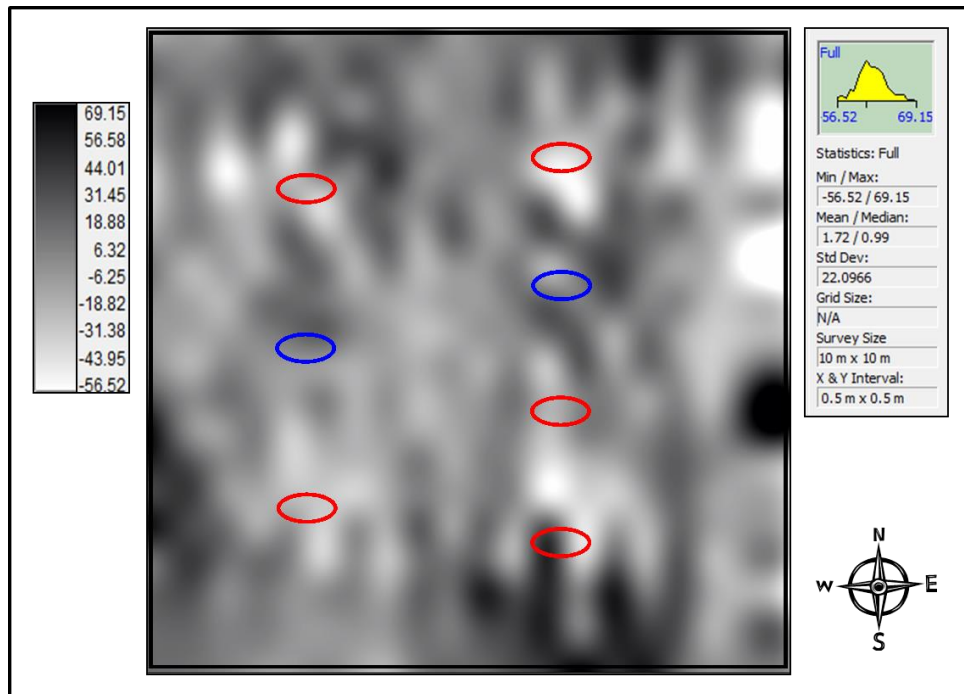 69.15
56.58
44.01
31.45
18.88
6.32
-6.25
-18.82
-31.38
-43.95
-56.52
Full
-56.52 69.15
Statistics: Full
Min / Max:
-56.52 / 69.15
Mean / Median:
1.72 / 0.99
Std Dev:
22.0966
Grid Size:
N/A
Survey Size
10 m x 10 m
X & Y Interval:
0.5 m x 0.5 m
N
W E
S